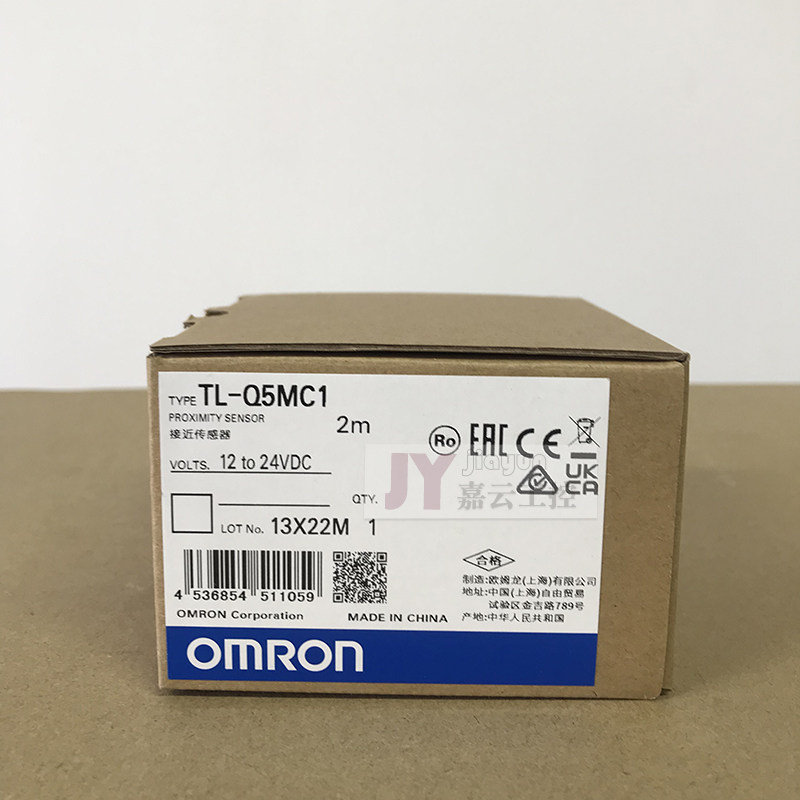 TYPE TL-Q5MC1
PROXIMITY SENSOR
2m
接近传感器
VOLTS. 12 to 24VDC
Ro EAC CE
UK
CA
JY jiayun
嘉云工控
QTY.
LOT No. 13X22M 1
合格
4 536854 511059
制造:欧姆龙(上海)有限公司
地址:中国(上海)自由贸易
试验区金吉路789号
产地:中华人民共和国
OMRON Corporation
MADE IN CHINA
OMRON